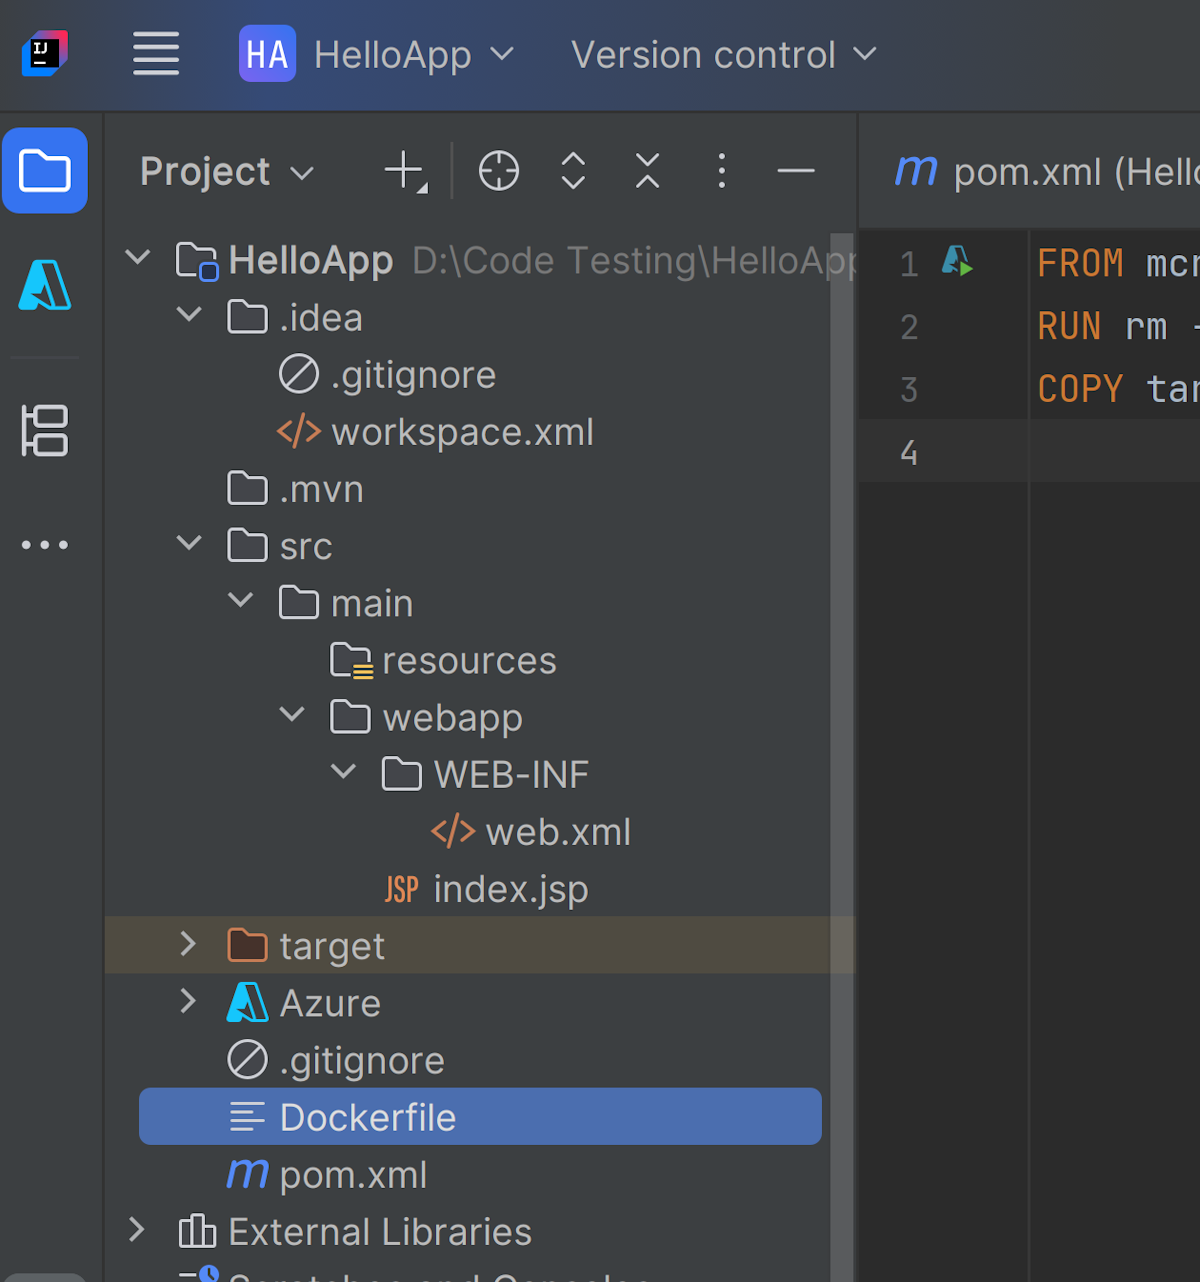 IJ
HA HelloApp Version control
Project
pom.xml (Hello
HelloApp D:\Code Testing\HelloApp
.idea
.gitignore
workspace.xml
.mvn
src
main
resources
webapp
WEB-INF
web.xml
JSP index.jsp
target
Azure
.gitignore
Dockerfile
m pom.xml
External Libraries
1 FROM mcr
2 RUN rm -
3 COPY tar
4